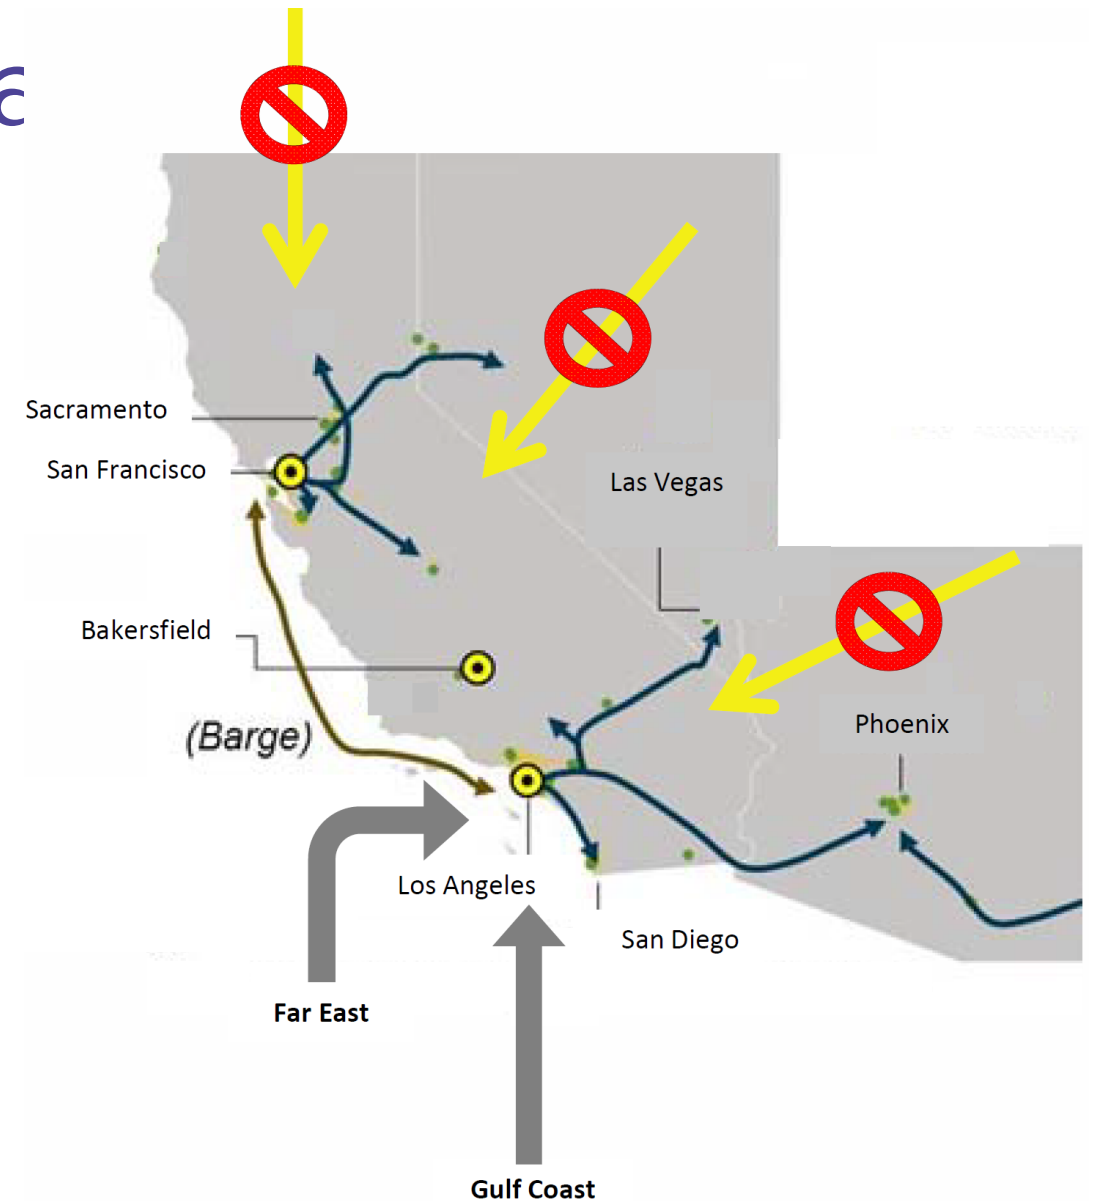 Sacramento
San Francisco
Las Vegas
Bakersfield
(Barge)
Phoenix
Los Angeles
San Diego
Far East
Gulf Coast